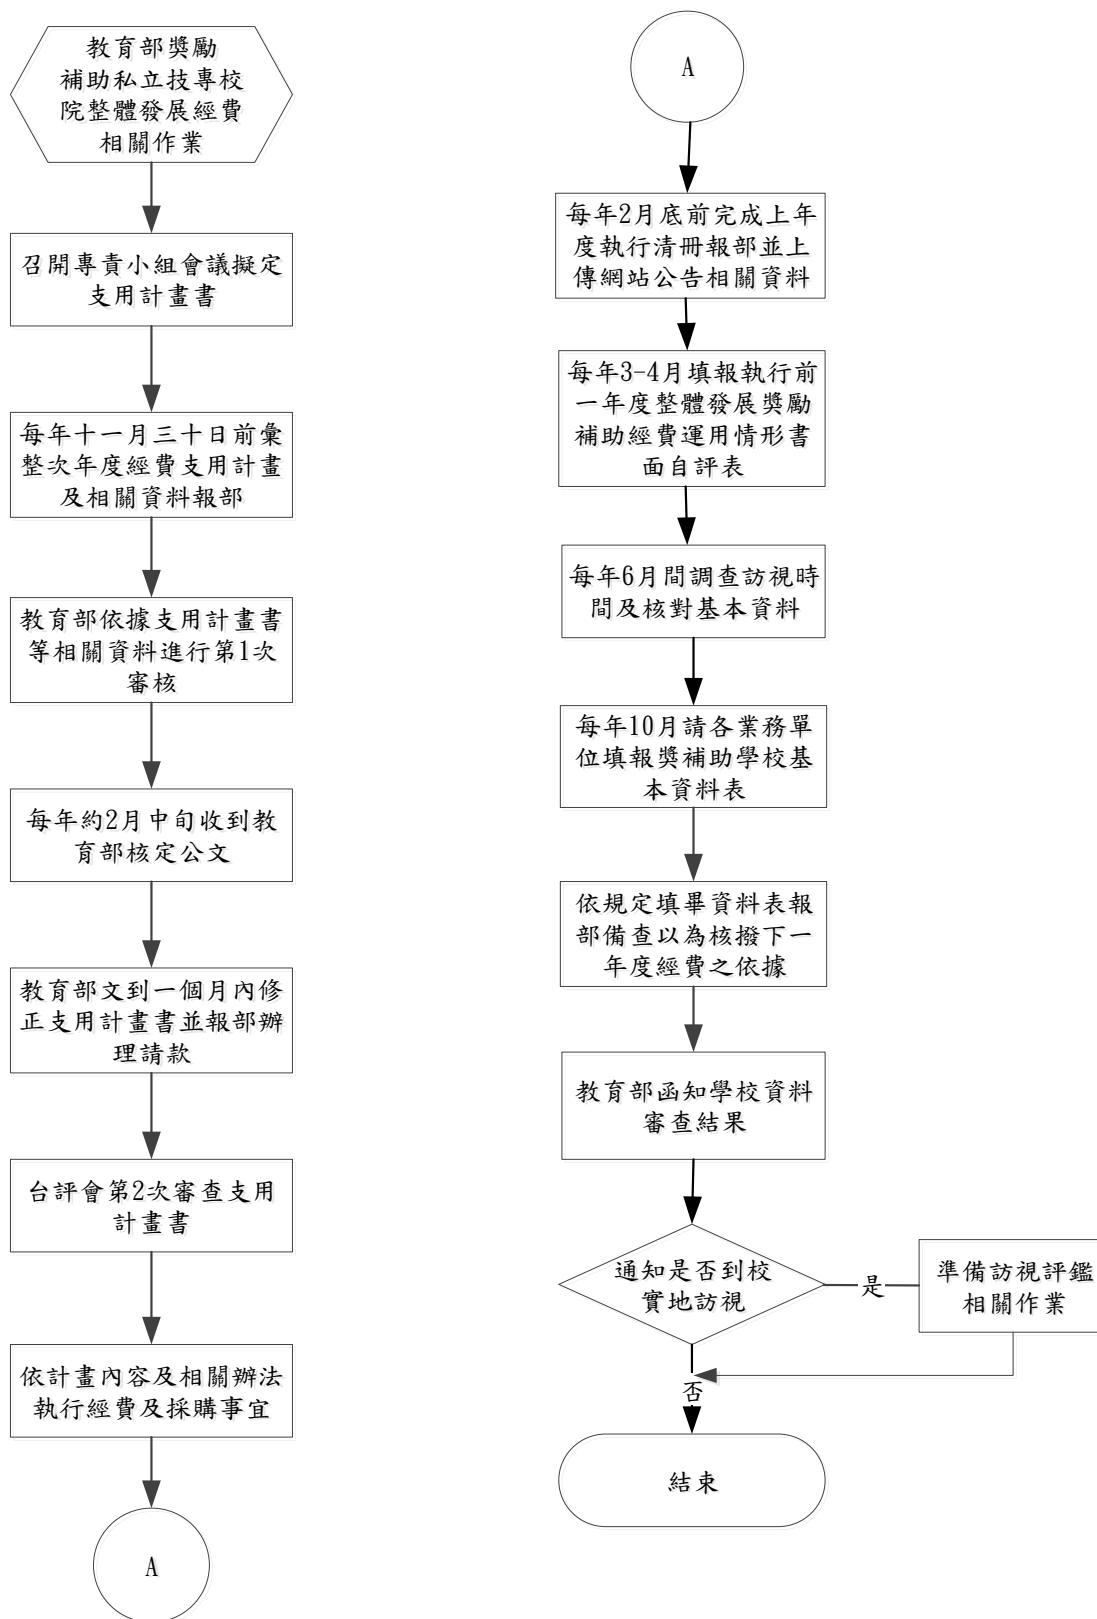 教育部獎勵
補助私立技專校
院整體發展經費
相關作業
召開專責小組會議擬定
支用計畫書
每年十一月三十日前彙
整次年度經費支用計畫
及相關資料報部
教育部依據支用計畫書
等相關資料進行第1次
審核
每年約2月中旬收到教
育部核定公文
教育部文到一個月內修
正支用計畫書並報部辦
理請款
台評會第2次審查支用
計畫書
依計畫內容及相關辦法
執行經費及採購事宜
A
A
每年2月底前完成上年
度執行清冊報部並上
傳網站公告相關資料
每年3-4月填報執行前
一年度整體發展獎勵
補助經費運用情形書
面自評表
每年6月間調查訪視時
間及核對基本資料
每年10月請各業務單
位填報獎補助學校基
本資料表
依規定填畢資料表報
部備查以為核撥下一
年度經費之依據
教育部函知學校資料
審查結果
通知是否到校
實地訪視
是
準備訪視評鑑
相關作業
否
結束